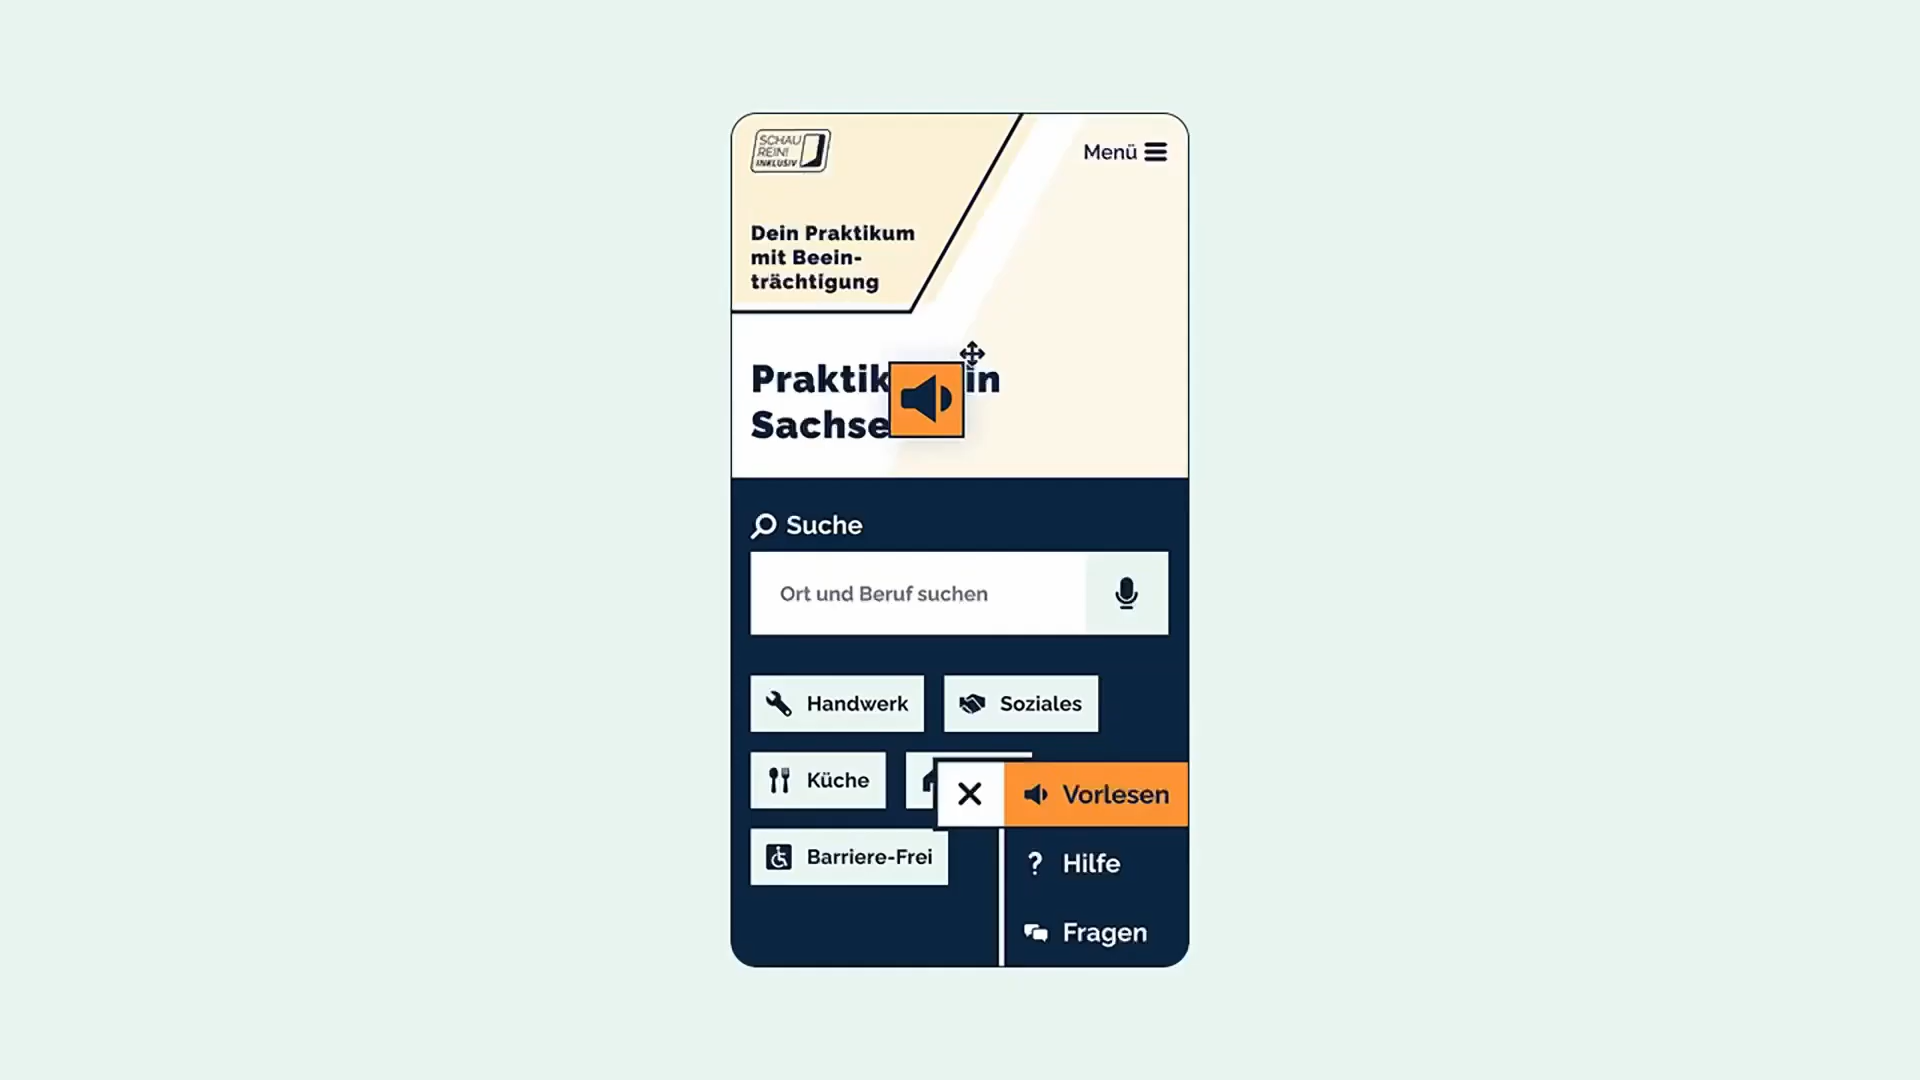 SCHAU
REIN!
INKLUSIV
Menü
Dein Praktikum
mit Beein-
trächtigung
Praktik in
Sachse
Suche
Ort und Beruf suchen
Handwerk
Soziales
Küche
Vorlesen
Barriere-Frei
Hilfe
Fragen